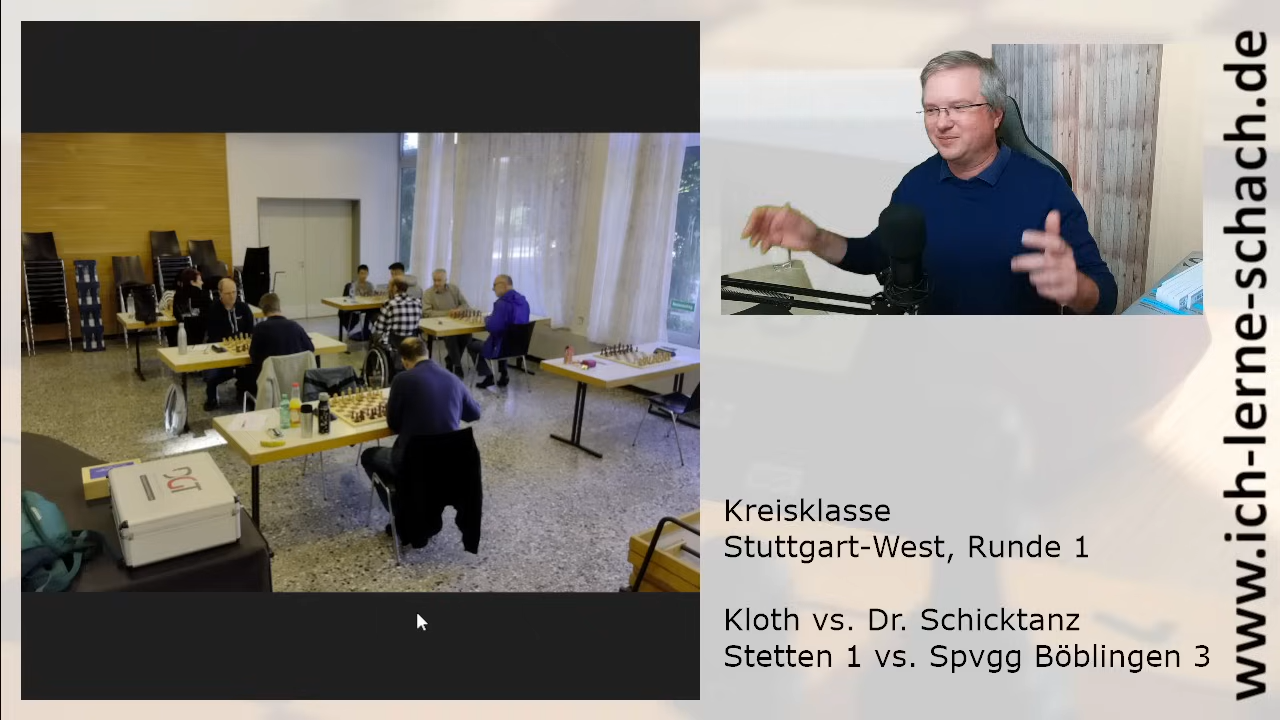 DGT
Kreisklasse
Stuttgart-West, Runde 1
Kloth vs. Dr. Schicktanz
Stetten 1 vs. Spvgg Böblingen 3
www.ich-lerne-schach.de